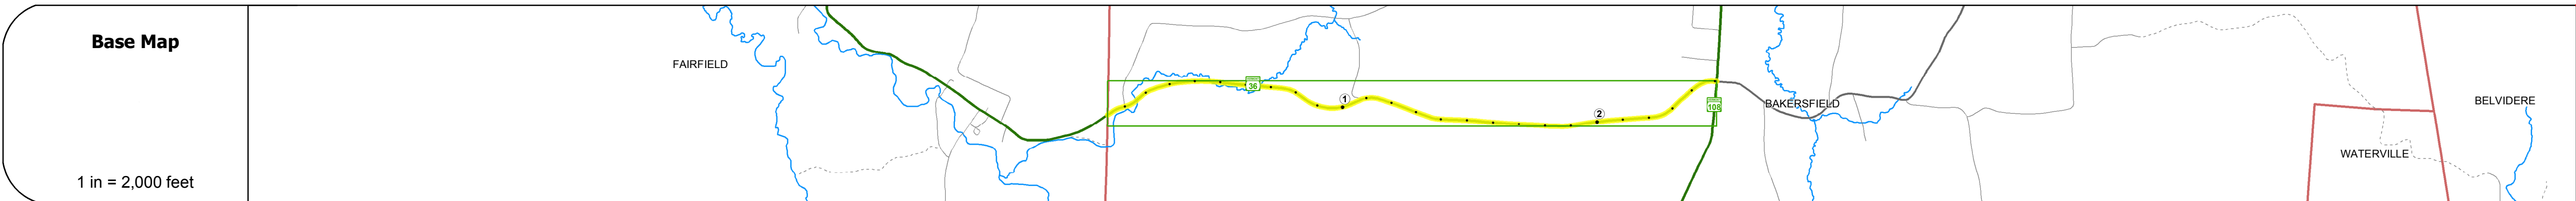 Base Map
1 in = 2,000 feet
FAIRFIELD
36
1
2
108
BAKERSFIELD
WATERVILLE
BELVIDERE